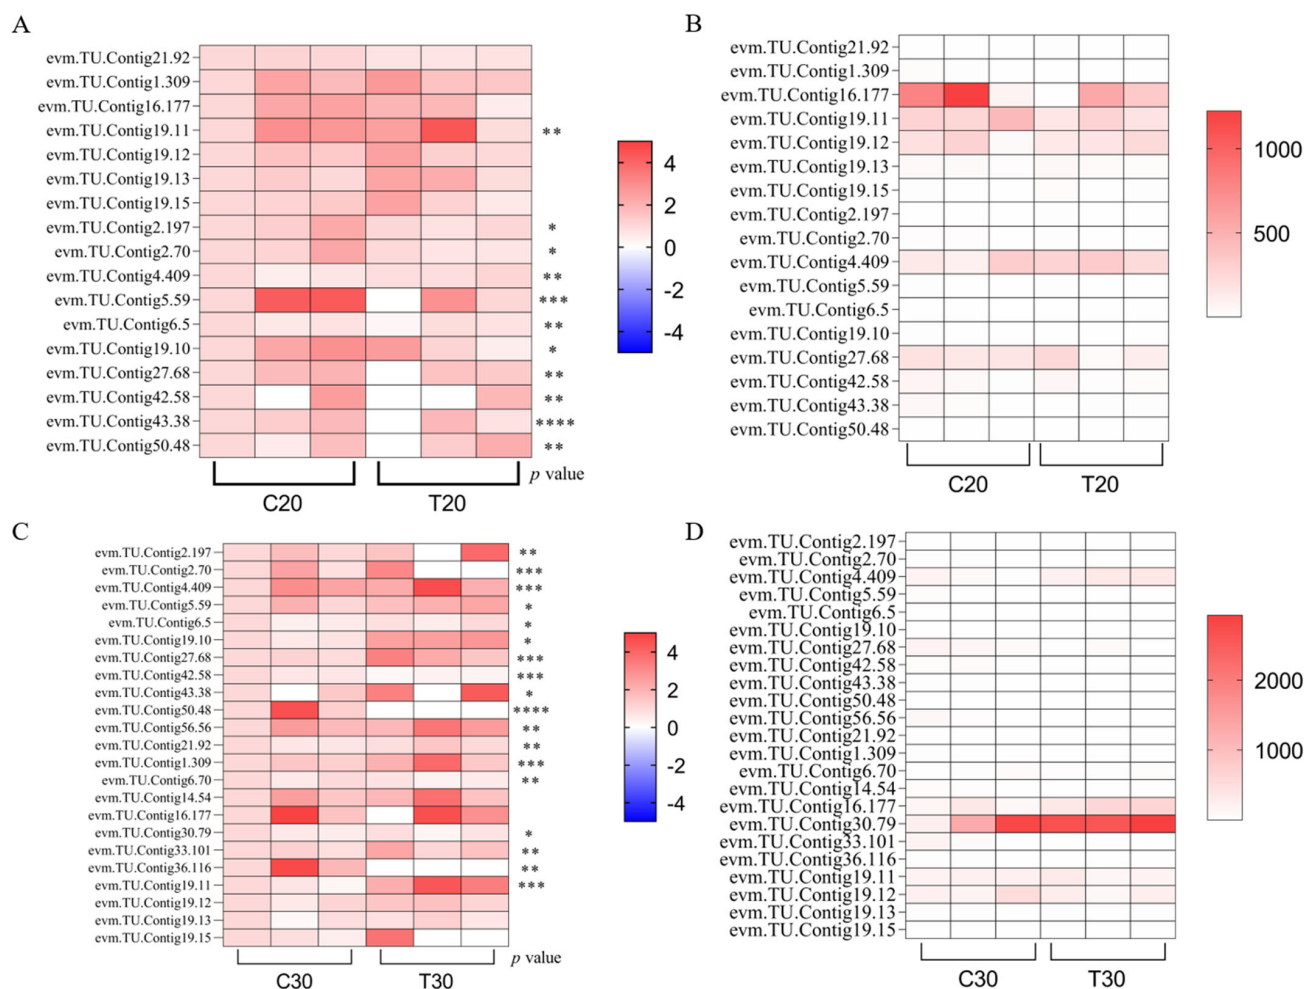 A
evm.TU.Contig21.92
evm.TU.Contig1.309
evm.TU.Contig16.177
evm.TU.Contig19.11 **
evm.TU.Contig19.12
evm.TU.Contig19.13
evm.TU.Contig19.15
evm.TU.Contig2.197 *
evm.TU.Contig2.70 *
evm.TU.Contig4.409 **
evm.TU.Contig5.59 ***
evm.TU.Contig6.5 **
evm.TU.Contig19.10 *
evm.TU.Contig27.68 **
evm.TU.Contig42.58 **
evm.TU.Contig43.38 ****
evm.TU.Contig50.48 **
p value
C20 T20
4
2
0
-2
-4
B
evm.TU.Contig21.92
evm.TU.Contig1.309
evm.TU.Contig16.177
evm.TU.Contig19.11
evm.TU.Contig19.12
evm.TU.Contig19.13
evm.TU.Contig19.15
evm.TU.Contig2.197
evm.TU.Contig2.70
evm.TU.Contig4.409
evm.TU.Contig5.59
evm.TU.Contig6.5
evm.TU.Contig19.10
evm.TU.Contig27.68
evm.TU.Contig42.58
evm.TU.Contig43.38
evm.TU.Contig50.48
C20 T20
1000
500
C
evm.TU.Contig2.197 **
evm.TU.Contig2.70 ***
evm.TU.Contig4.409 ***
evm.TU.Contig5.59 *
evm.TU.Contig6.5 *
evm.TU.Contig19.10 *
evm.TU.Contig27.68 ***
evm.TU.Contig42.58 ***
evm.TU.Contig43.38 *
evm.TU.Contig50.48 ****
evm.TU.Contig56.56 **
evm.TU.Contig21.92 **
evm.TU.Contig1.309 ***
evm.TU.Contig6.70 **
evm.TU.Contig14.54
evm.TU.Contig16.177
evm.TU.Contig30.79 *
evm.TU.Contig33.101 **
evm.TU.Contig36.116 **
evm.TU.Contig19.11 ***
evm.TU.Contig19.12
evm.TU.Contig19.13
evm.TU.Contig19.15
p value
C30 T30
4
2
0
-2
-4
D
evm.TU.Contig2.197
evm.TU.Contig2.70
evm.TU.Contig4.409
evm.TU.Contig5.59
evm.TU.Contig6.5
evm.TU.Contig19.10
evm.TU.Contig27.68
evm.TU.Contig42.58
evm.TU.Contig43.38
evm.TU.Contig50.48
evm.TU.Contig56.56
evm.TU.Contig21.92
evm.TU.Contig1.309
evm.TU.Contig6.70
evm.TU.Contig14.54
evm.TU.Contig16.177
evm.TU.Contig30.79
evm.TU.Contig33.101
evm.TU.Contig36.116
evm.TU.Contig19.11
evm.TU.Contig19.12
evm.TU.Contig19.13
evm.TU.Contig19.15
C30 T30
2000
1000